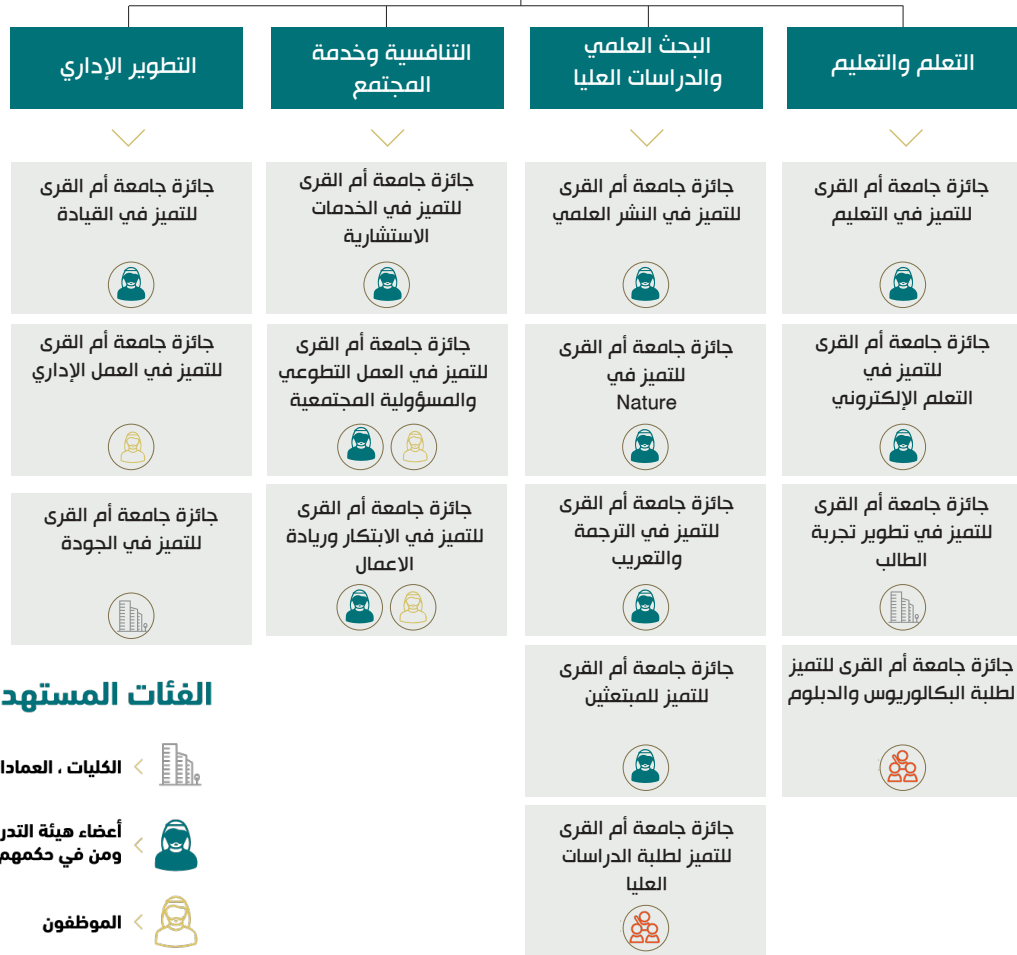 التعلم والتعليم
جائزة جامعة أم القرى
للتميز في التعليم
جائزة جامعة أم القرى
للتميز في
التعلم الإلكتروني
جائزة جامعة أم القرى
للتميز في تطوير تجربة
الطالب
جائزة جامعة أم القرى للتميز
لطلبة البكالوريوس والدبلوم
البحث العلمي
والدراسات العليا
جائزة جامعة أم القرى
للتميز في النشر العلمي
جائزة جامعة أم القرى
للتميز في
Nature
جائزة جامعة أم القرى
للتميز في الترجمة
والتعريب
جائزة جامعة أم القرى
للتميز للمبتعثين
جائزة جامعة أم القرى
للتميز لطلبة الدراسات
العليا
التنافسية وخدمة
المجتمع
جائزة جامعة أم القرى
للتميز في الخدمات
الاستشارية
جائزة جامعة أم القرى
للتميز في العمل التطوعي
والمسؤولية المجتمعية
جائزة جامعة أم القرى
للتميز في الابتكار وريادة
الاعمال
التطوير الإداري
جائزة جامعة أم القرى
للتميز في القيادة
جائزة جامعة أم القرى
للتميز في العمل الإداري
جائزة جامعة أم القرى
للتميز في الجودة
الفئات
الكليات ،
أعضاء هيئة
ومن في حكمهم
الموظفون